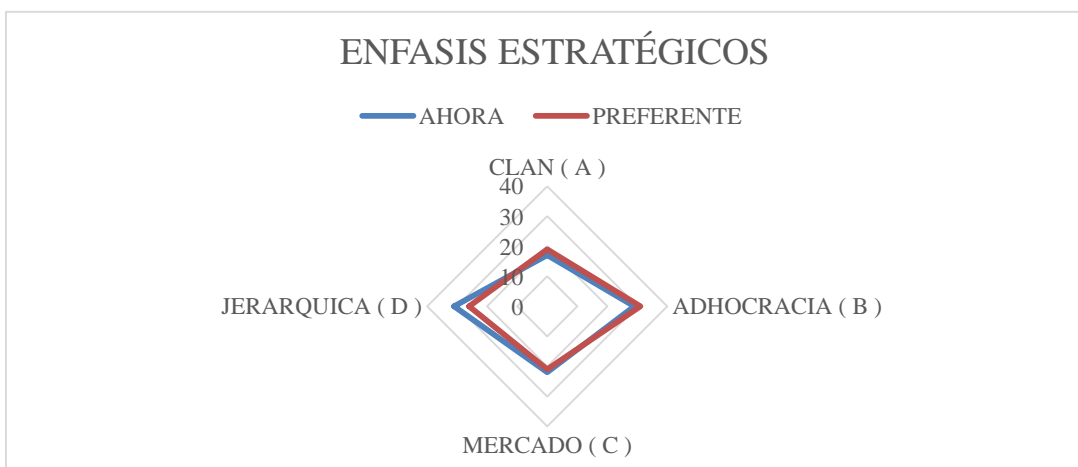 ENFASIS ESTRATÉGICOS
AHORA PREFERENTE
CLAN ( A )
40
30
20
10
0
JERARQUICA ( D ) ADHOCRACIA ( B )
MERCADO ( C )